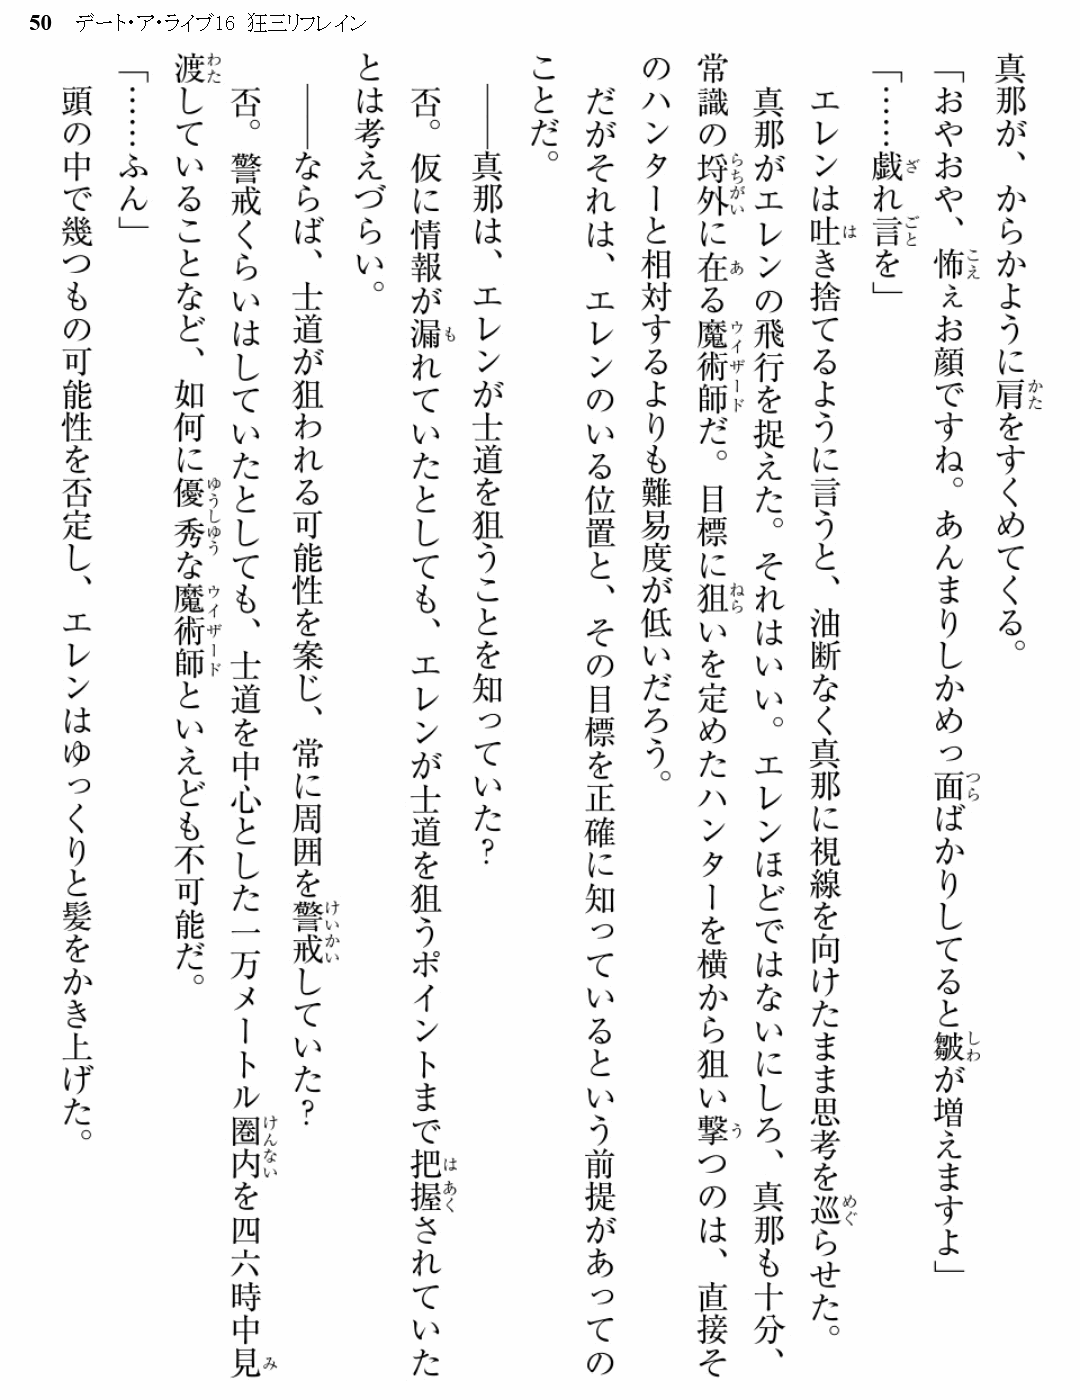 50 デート・ア・ライブ16 狂三リフレイン
真那が、からかように肩をすくめてくる。
「おやおや、怖ぇお顔ですね。あんまりしかめっ面ばかりしてると皺が増えますよ」
「……戯れ言を」
エレンは吐き捨てるように言うと、油断なく真那に視線を向けたまま思考を巡らせた。
真那がエレンの飛行を捉えた。それはいい。エレンほどではないにしろ、真那も十分、
常識の埒外に在る魔術師だ。目標に狙いを定めたハンターを横から狙い撃つのは、直接そ
のハンターと相対するよりも難易度が低いだろう。
だがそれは、エレンのいる位置と、その目標を正確に知っているという前提があっての
ことだ。
――真那は、エレンが士道を狙うことを知っていた？
否。仮に情報が漏れていたとしても、エレンが士道を狙うポイントまで把握されていた
とは考えづらい。
――ならば、士道が狙われる可能性を案じ、常に周囲を警戒していた？
否。警戒くらいはしていたとしても、士道を中心とした一万メートル圏内を四六時中見
渡していることなど、如何に優秀な魔術師といえども不可能だ。
「……ふん」
頭の中で幾つもの可能性を否定し、エレンはゆっくりと髪をかき上げた。